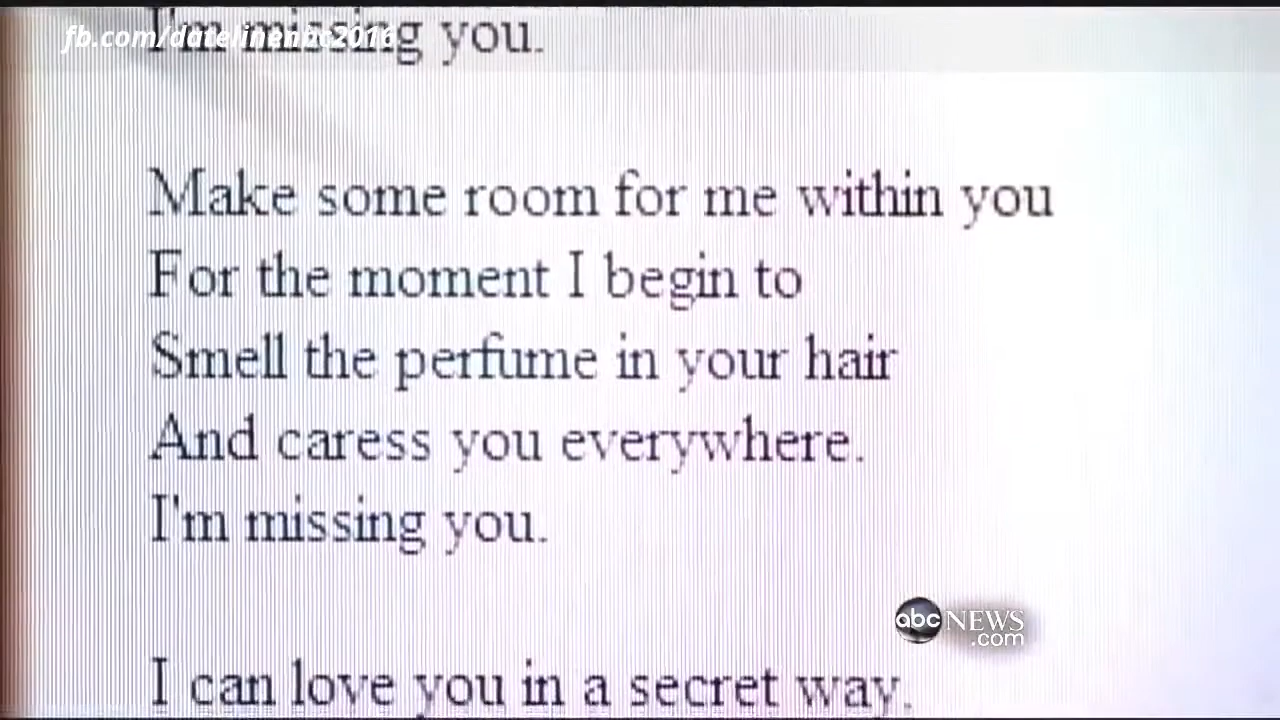 I'm missing you.
fb.com/datelinenbc2016
Make some room for me within you
For the moment I begin to
Smell the perfume in your hair
And caress you everywhere.
I'm missing you.
abc NEWS
.com
I can love you in a secret way.